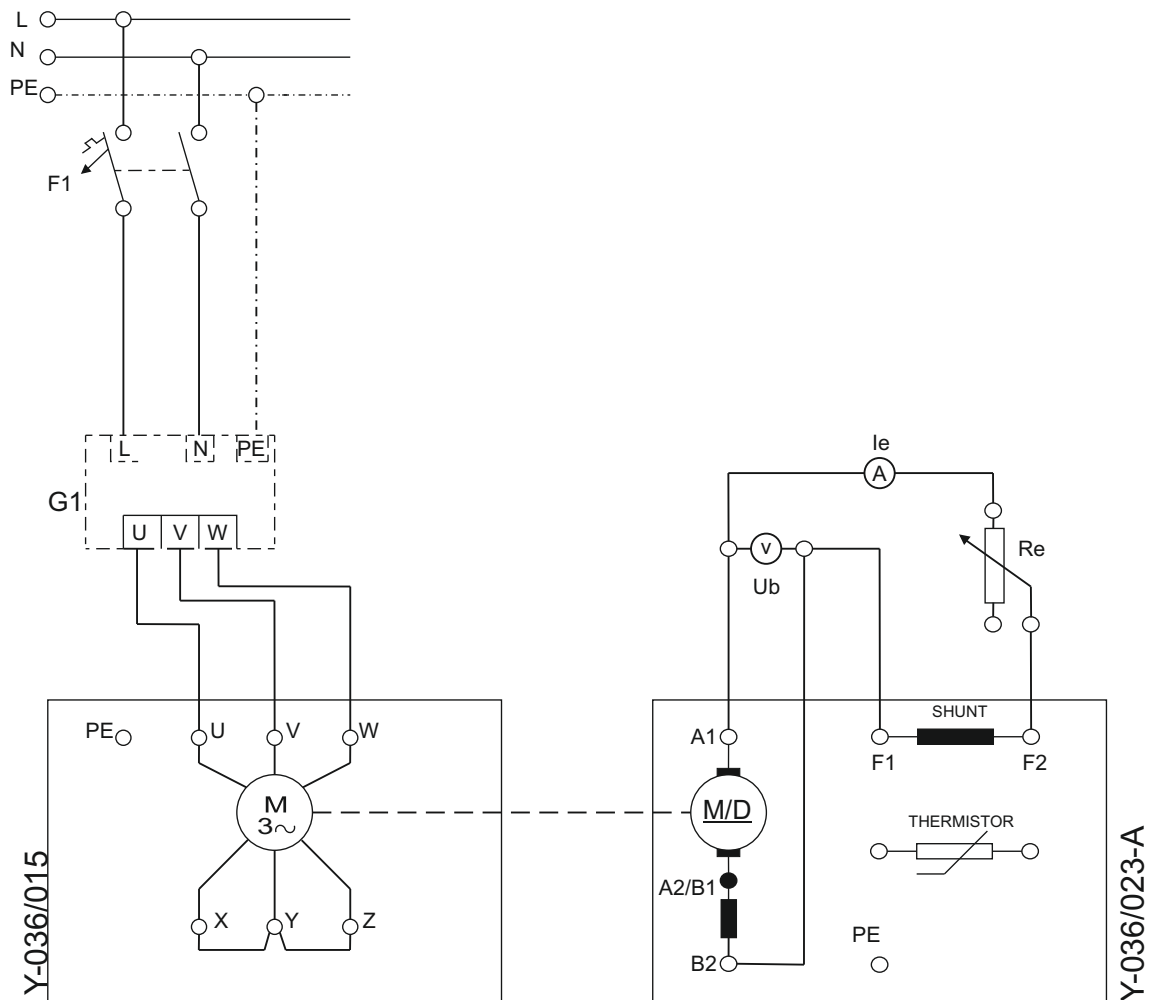 L
N
PE
F1
L N PE
G1
U V W
Ie
A
V
Ub
Re
PE U V W
M
3~
X Y Z
Y-036/015
A1
SHUNT
F1 F2
M/D
THERMISTOR
A2/B1
PE
B2
Y-036/023-A